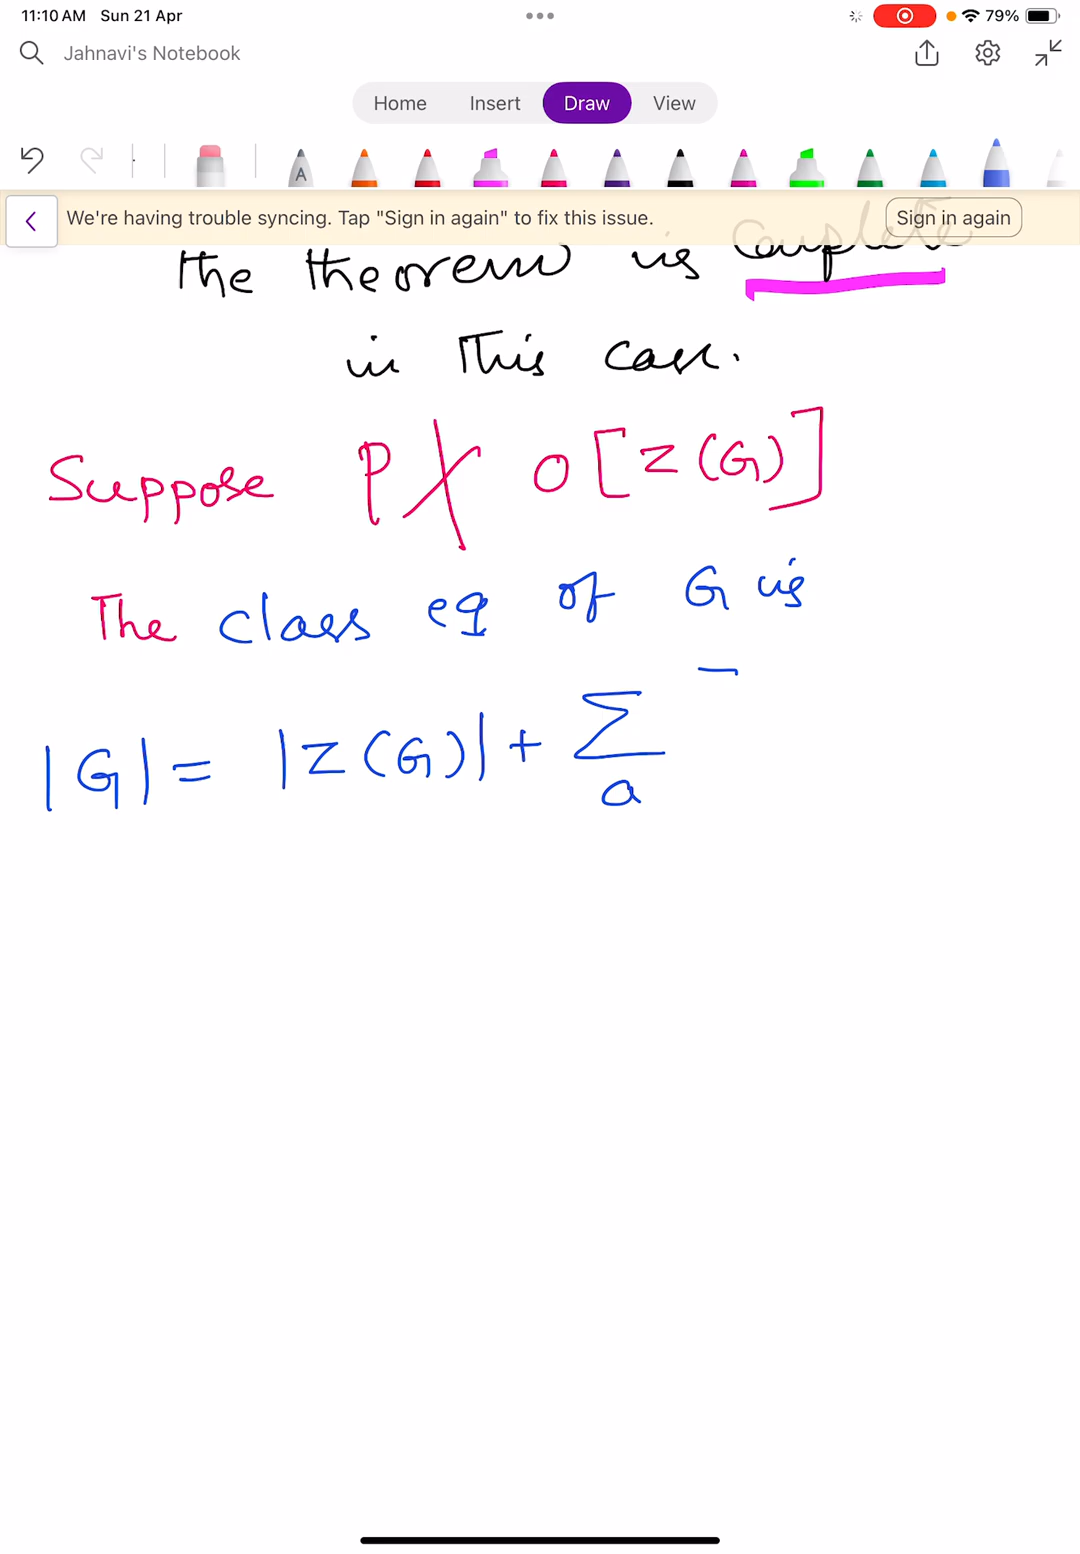 11:10 AM Sun 21 Apr
79%
Jahnavi's Notebook
Home Insert Draw View
A
We're having trouble syncing. Tap "Sign in again" to fix this issue.
Sign in again
the theorem is complete
in this case.
Suppose P∤ O[Z(G)]
The class eq of G is
|G| = |Z(G)| + ∑
a